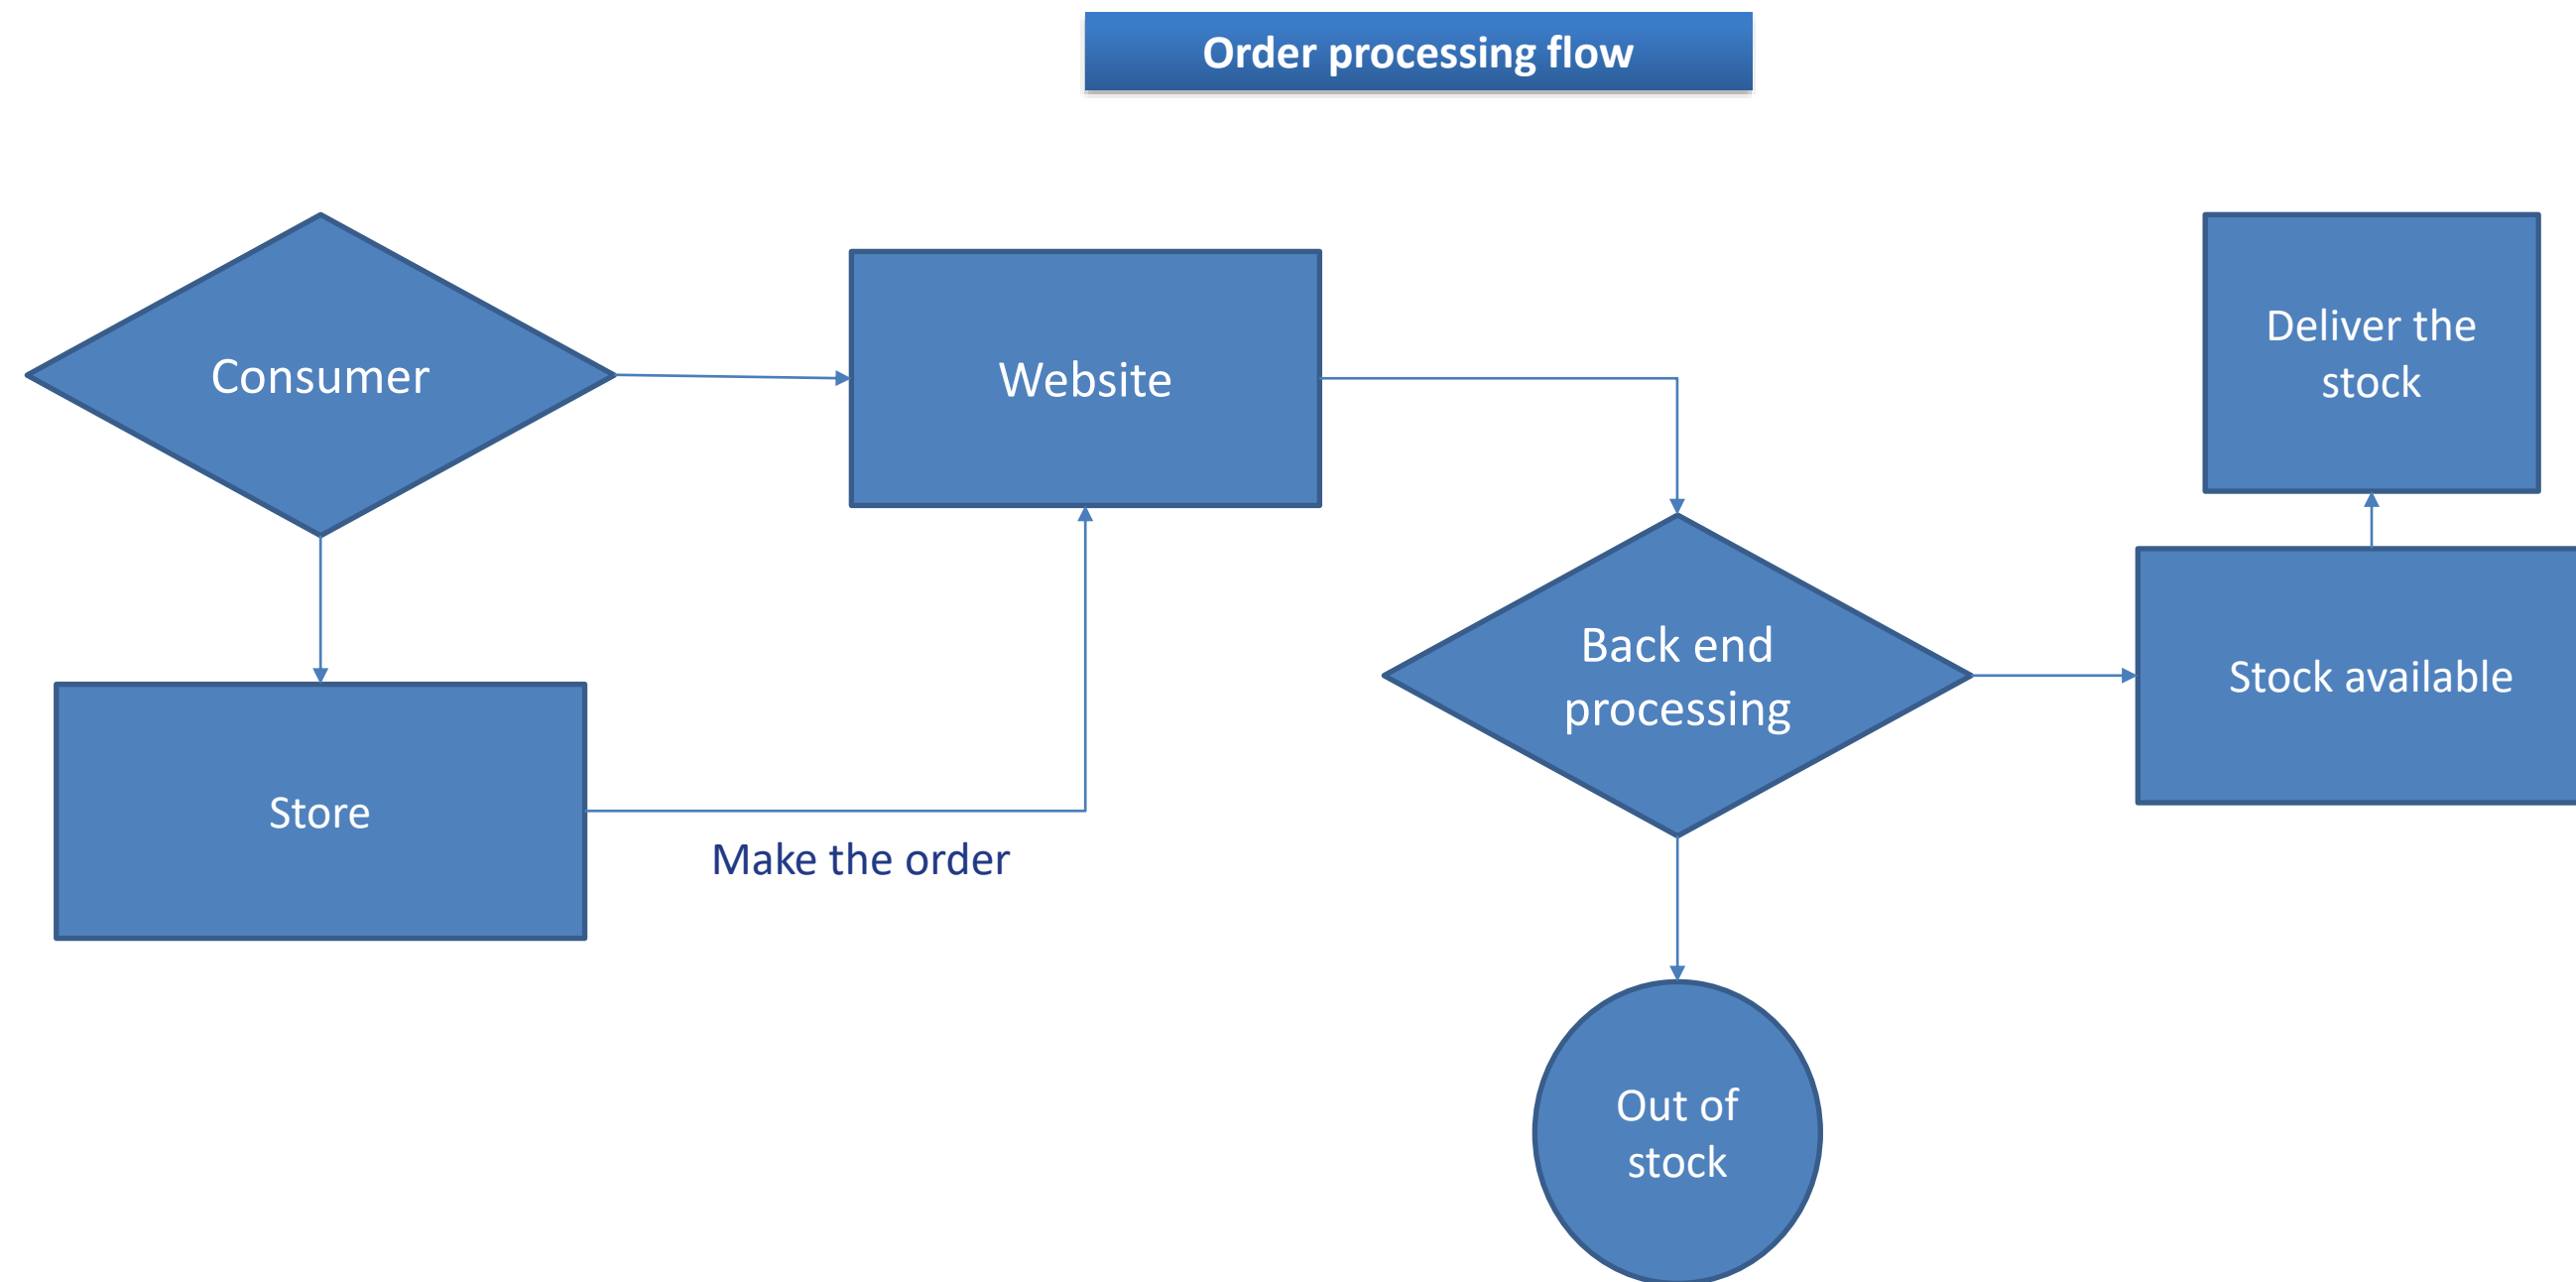 Order processing flow
Consumer
Website
Deliver the
stock
Back end
processing
Stock available
Store
Make the order
Out of
stock